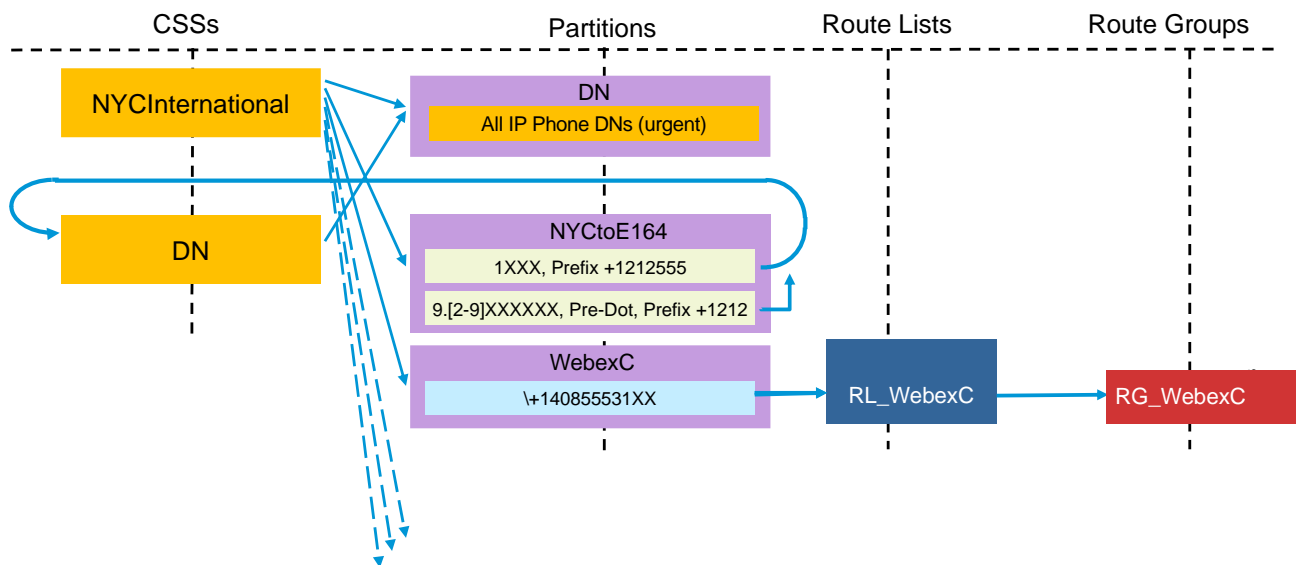 CSSs
Partitions
Route Lists
Route Groups
NYCInternational
DN
All IP Phone DNs (urgent)
DN
NYCtoE164
1XXX, Prefix +1212555
9.[2-9]XXXXXX, Pre-Dot, Prefix +1212
WebexC
\+140855531XX
RL_WebexC
RG_WebexC